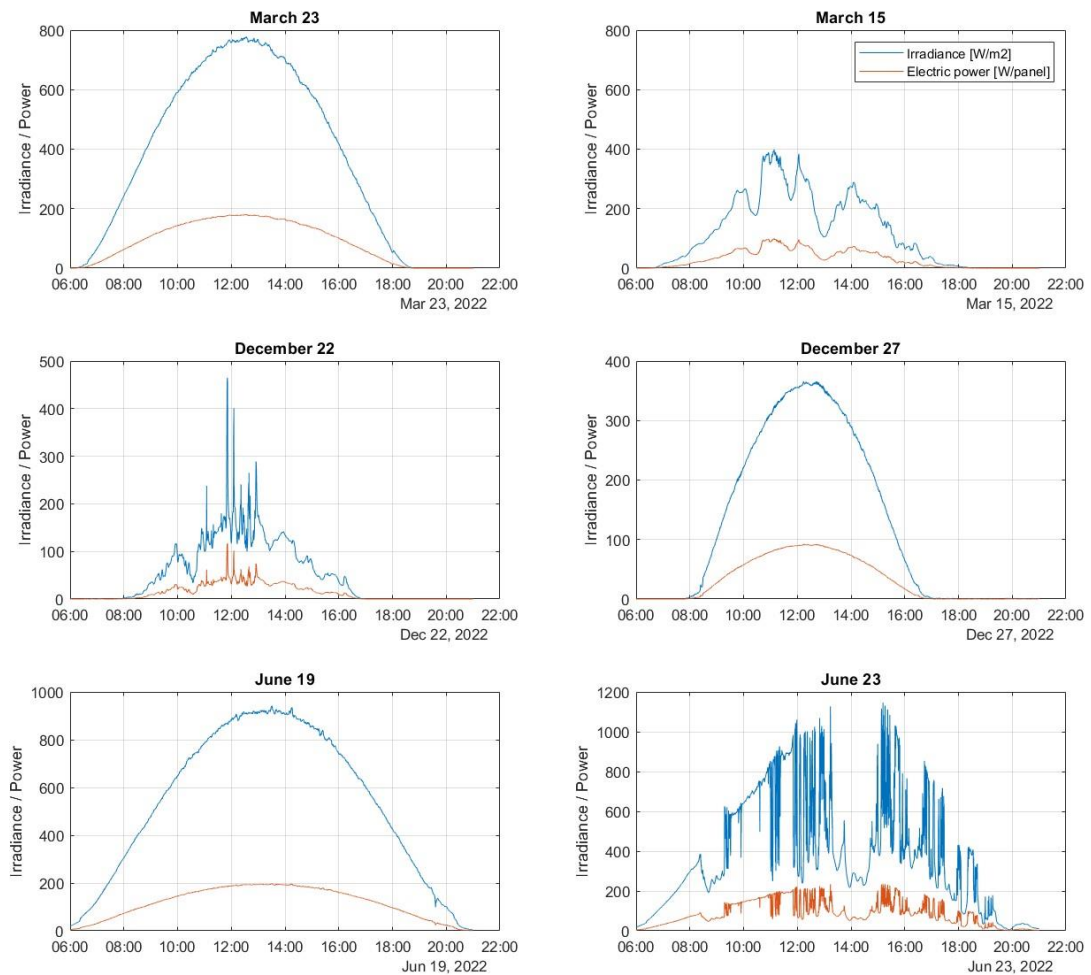 March 23
800
600
400
200
0
Irradiance / Power
06:00 08:00 10:00 12:00 14:00 16:00 18:00 20:00 22:00
Mar 23, 2022
March 15
800
600
400
200
0
Irradiance / Power
Irradiance [W/m2]
Electric power [W/panel]
06:00 08:00 10:00 12:00 14:00 16:00 18:00 20:00 22:00
Mar 15, 2022
December 22
500
400
300
200
100
0
Irradiance / Power
06:00 08:00 10:00 12:00 14:00 16:00 18:00 20:00 22:00
Dec 22, 2022
December 27
400
300
200
100
0
Irradiance / Power
06:00 08:00 10:00 12:00 14:00 16:00 18:00 20:00 22:00
Dec 27, 2022
June 19
1000
800
600
400
200
0
Irradiance / Power
06:00 08:00 10:00 12:00 14:00 16:00 18:00 20:00 22:00
Jun 19, 2022
June 23
1200
1000
800
600
400
200
0
Irradiance / Power
06:00 08:00 10:00 12:00 14:00 16:00 18:00 20:00 22:00
Jun 23, 2022